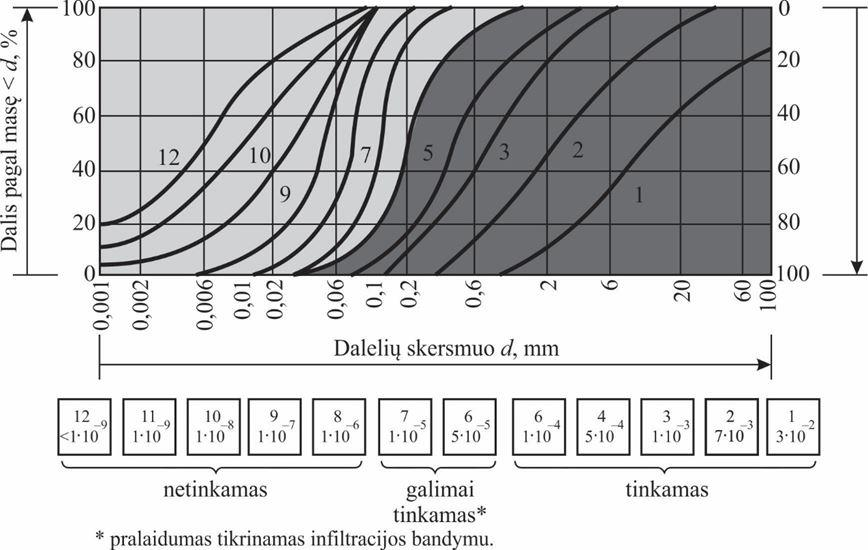 Dalis pagal masę < d, %
100 0
80 20
60 40
40 60
20 80
0 100
12 10 9 7 5 3 2 1
0,001 0,002 0,006 0,01 0,02 0,06 0,1 0,2 0,6 2 6 20 60 100
Dalelių skersmuo d, mm
12 11 10 9 8 7 6 6 4 3 2 1
<1·10⁻⁹ 1·10⁻⁹ 1·10⁻⁸ 1·10⁻⁷ 1·10⁻⁶ 1·10⁻⁵ 5·10⁻⁵ 1·10⁻⁴ 5·10⁻⁴ 1·10⁻³ 7·10⁻³ 3·10⁻²
netinkamas galimai tinkamas
tinkamas*
* pralaidumas tikrinamas infiltracijos bandymu.